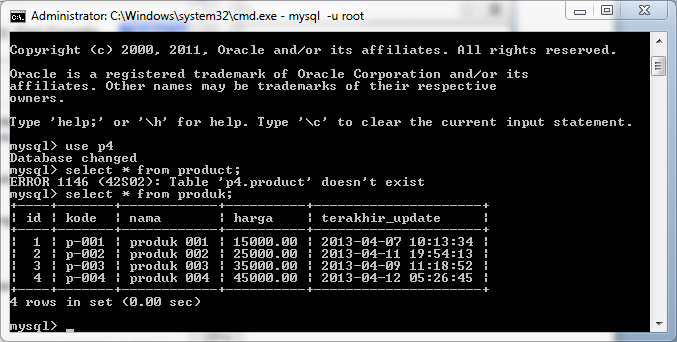 Administrator: C:\Windows\system32\cmd.exe - mysql  -u root
Copyright (c) 2000, 2011, Oracle and/or its affiliates. All rights reserved.
Oracle is a registered trademark of Oracle Corporation and/or its
affiliates. Other names may be trademarks of their respective
owners.
Type 'help;' or '\h' for help. Type '\c' to clear the current input statement.
mysql> use p4
Database changed
mysql> select * from product;
ERROR 1146 (42S02): Table 'p4.product' doesn't exist
mysql> select * from produk;
+----+-------+------------+----------+---------------------+
| id | kode  | nama       | harga    | terakhir_update     |
+----+-------+------------+----------+---------------------+
|  1 | p-001 | produk 001 | 15000.00 | 2013-04-07 10:13:34 |
|  2 | p-002 | produk 002 | 25000.00 | 2013-04-11 19:54:13 |
|  3 | p-003 | produk 003 | 35000.00 | 2013-04-09 11:18:52 |
|  4 | p-004 | produk 004 | 45000.00 | 2013-04-12 05:26:45 |
+----+-------+------------+----------+---------------------+
4 rows in set (0.00 sec)
mysql> _